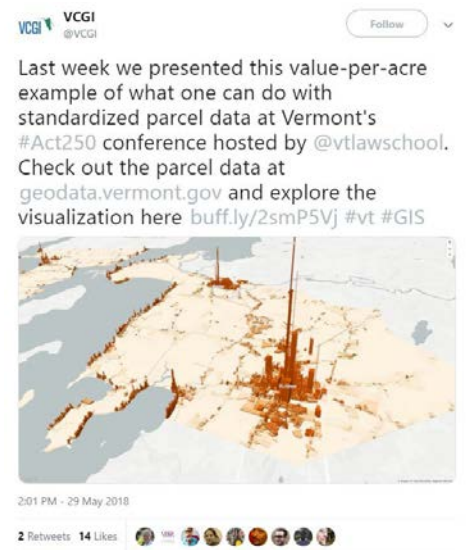 VCGI
VCGI
@VCGI
Follow
Last week we presented this value-per-acre
example of what one can do with
standardized parcel data at Vermont's
#Act250 conference hosted by @vtlawschool.
Check out the parcel data at
geodata.vermont.gov and explore the
visualization here buff.ly/2smP5Vj #vt #GIS
2:01 PM - 29 May 2018
2 Retweets 14 Likes